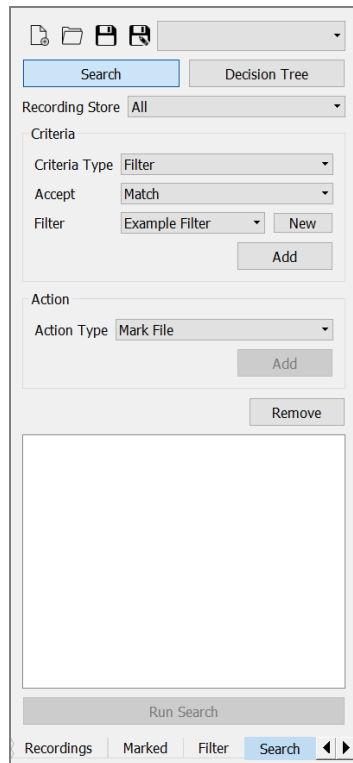 Search Decision Tree
Recording Store All
Criteria
Criteria Type Filter
Accept Match
Filter Example Filter New
Add
Action
Action Type Mark File
Add
Remove
Run Search
Recordings Marked Filter Search